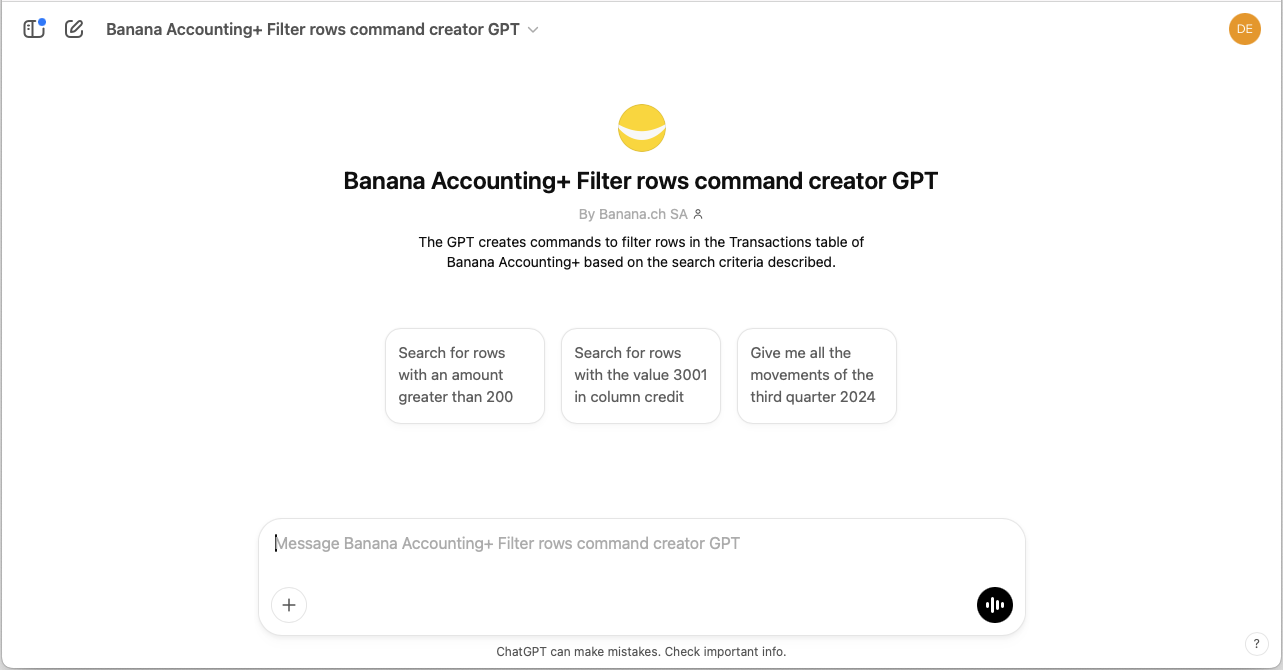 Banana Accounting+ Filter rows command creator GPT
DE
Banana Accounting+ Filter rows command creator GPT
By Banana.ch SA
The GPT creates commands to filter rows in the Transactions table of
Banana Accounting+ based on the search criteria described.
Search for rows
with an amount
greater than 200
Search for rows
with the value 3001
in column credit
Give me all the
movements of the
third quarter 2024
Message Banana Accounting+ Filter rows command creator GPT
ChatGPT can make mistakes. Check important info.
?